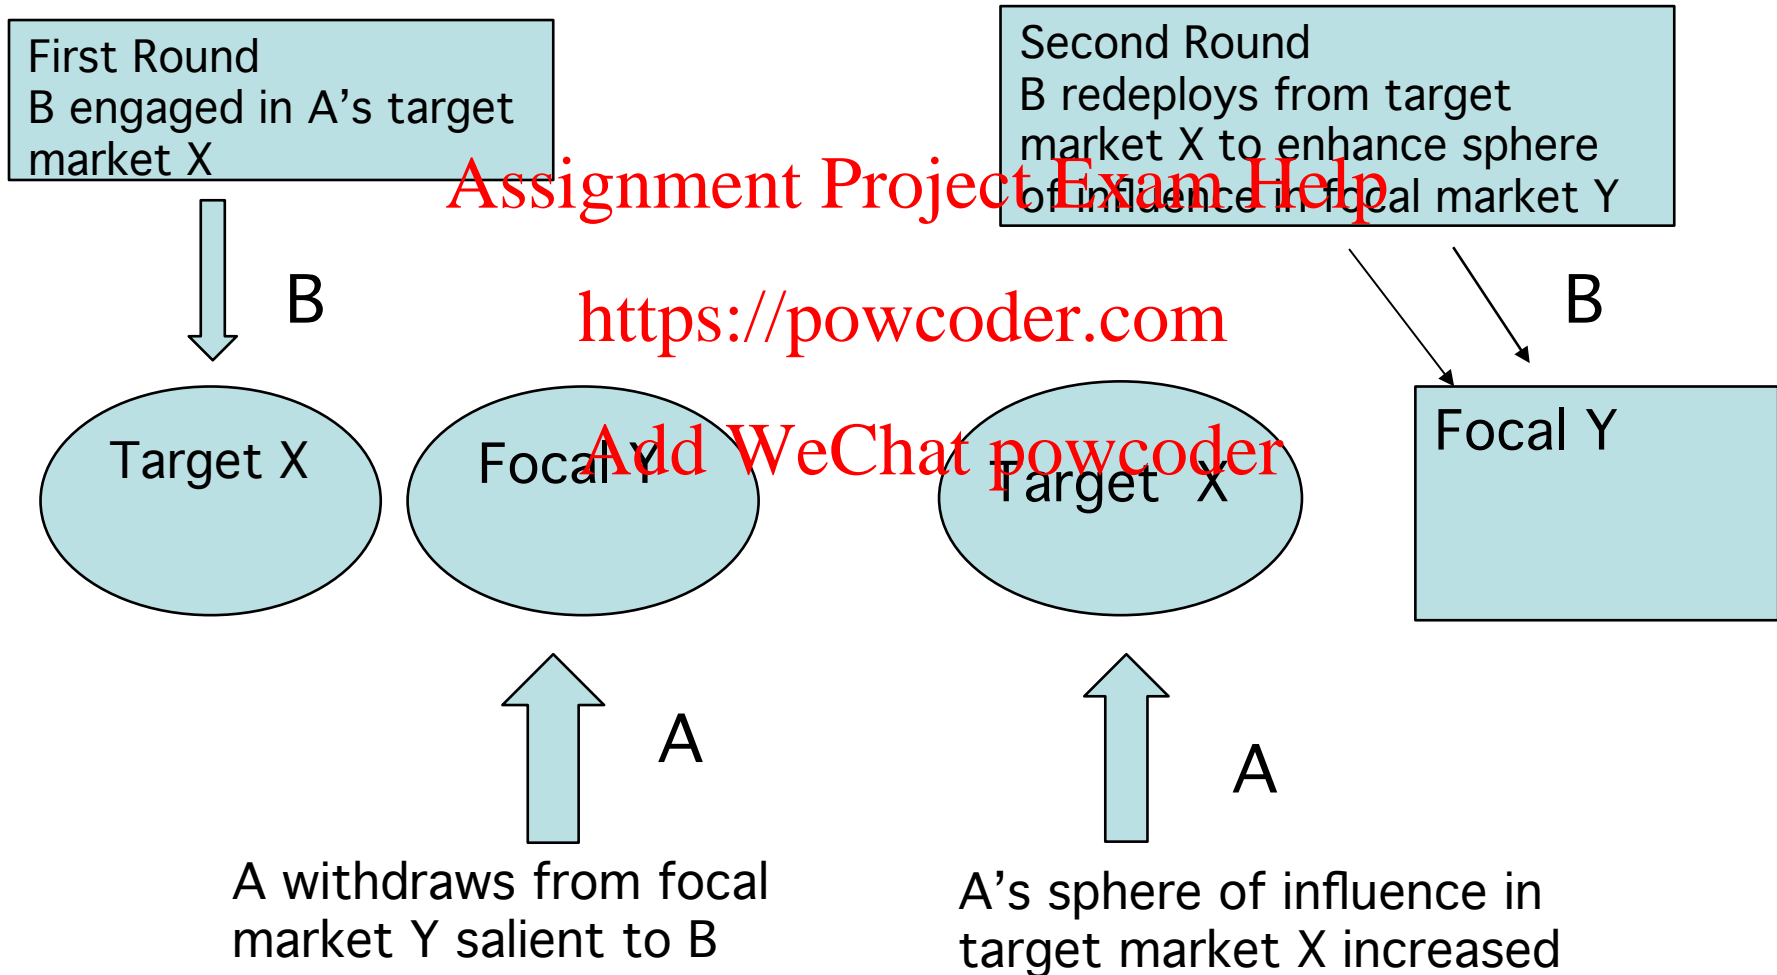 First Round
B engaged in A’s target
market X
Second Round
B redeploys from target
market X to enhance sphere
of influence in focal market Y
Assignment Project Exam Help
B
https://powcoder.com
B
Target X
Focal Y
Add WeChat powcoder
Target X
Focal Y
A
A
A withdraws from focal
market Y salient to B
A’s sphere of influence in
target market X increased